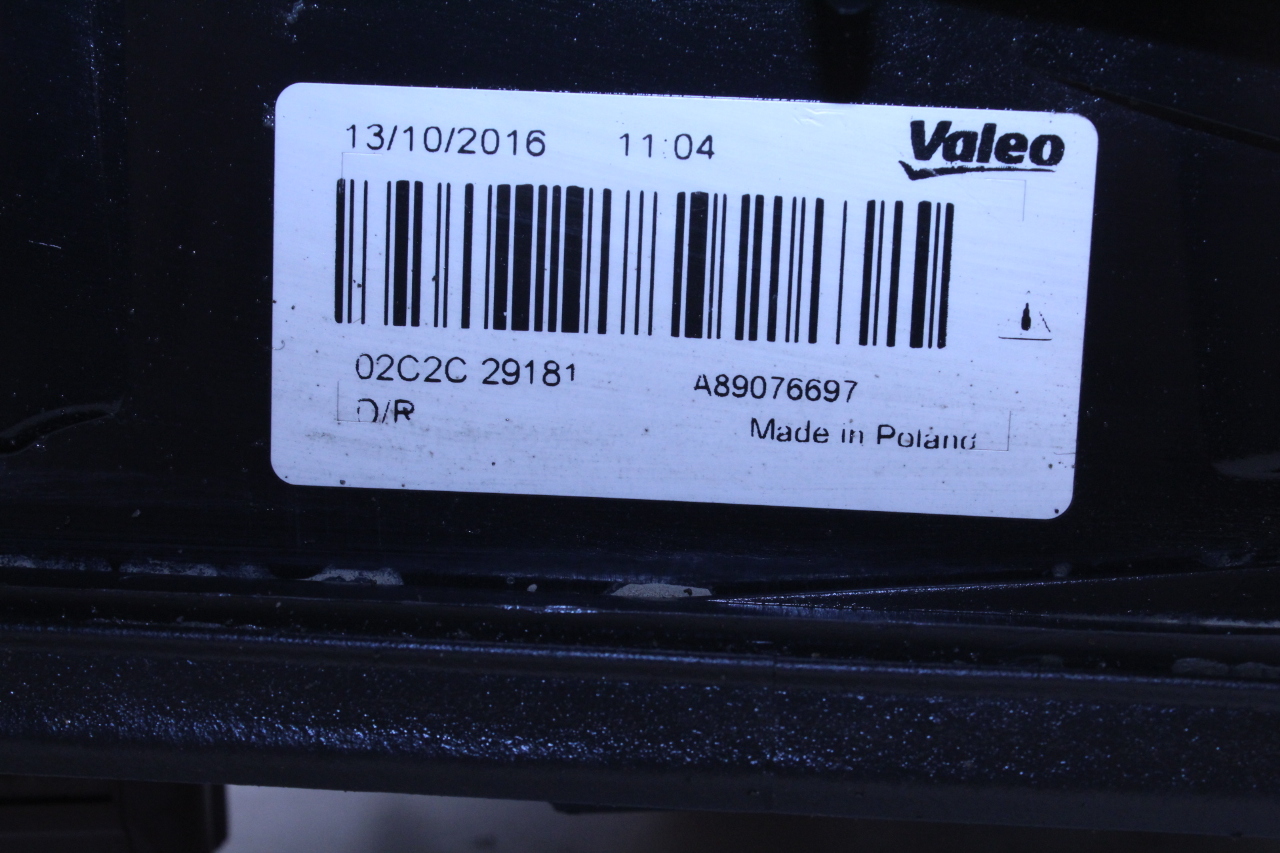 13/10/2016 11:04 Valeo
02C2C 29181 A89076697
D/R
Made in Poland